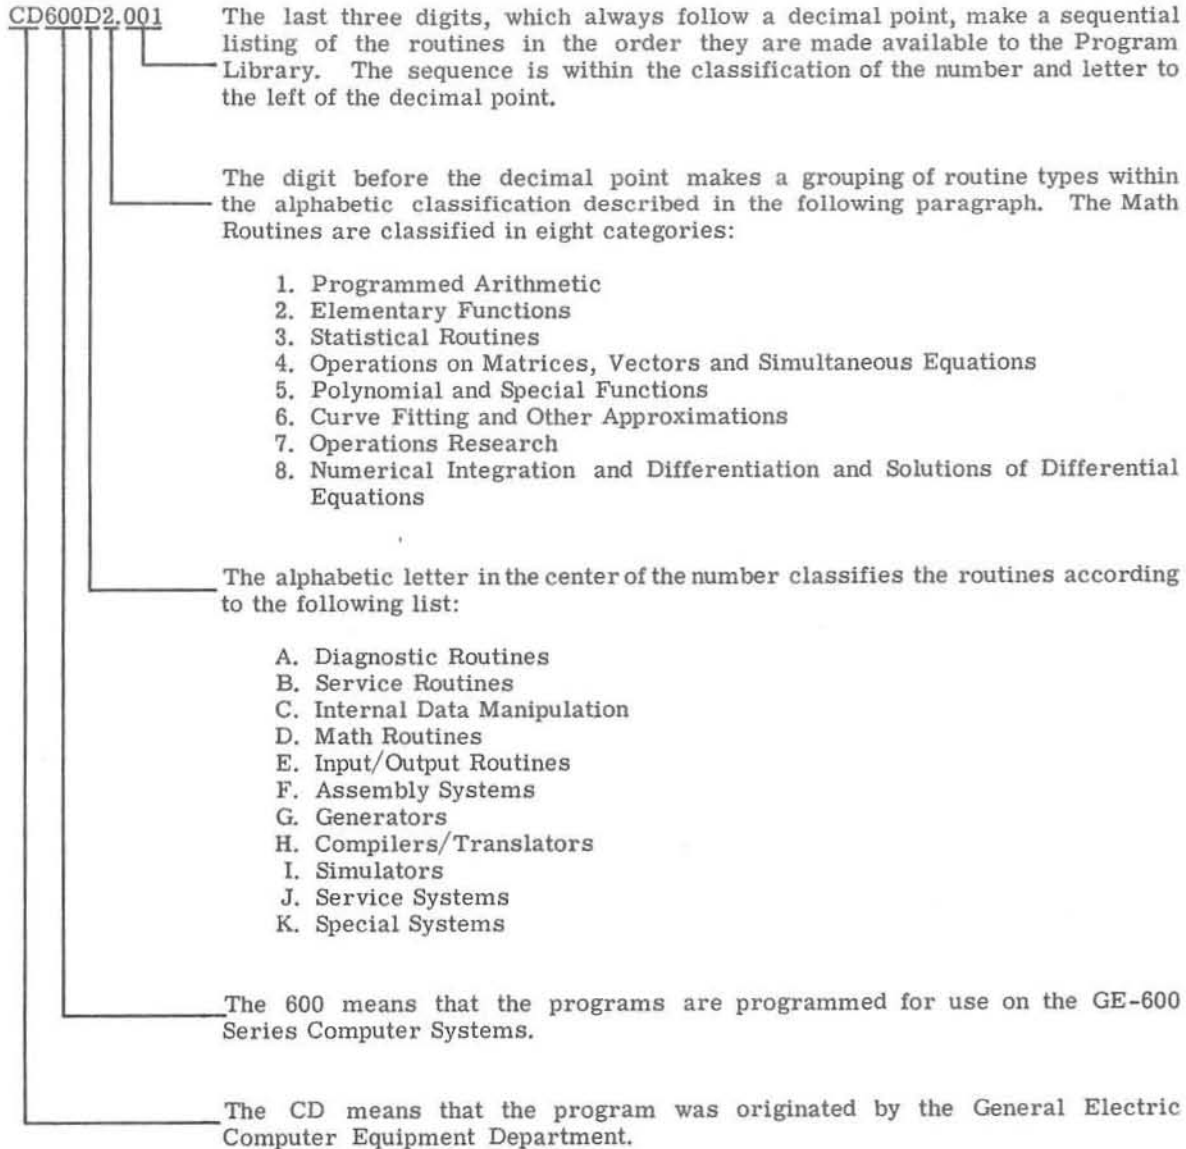 CD600D2.001
The last three digits, which always follow a decimal point, make a sequential
listing of the routines in the order they are made available to the Program
Library. The sequence is within the classification of the number and letter to
the left of the decimal point.
The digit before the decimal point makes a grouping of routine types within
the alphabetic classification described in the following paragraph. The Math
Routines are classified in eight categories:
1. Programmed Arithmetic
2. Elementary Functions
3. Statistical Routines
4. Operations on Matrices, Vectors and Simultaneous Equations
5. Polynomial and Special Functions
6. Curve Fitting and Other Approximations
7. Operations Research
8. Numerical Integration and Differentiation and Solutions of Differential
Equations
The alphabetic letter in the center of the number classifies the routines according
to the following list:
A. Diagnostic Routines
B. Service Routines
C. Internal Data Manipulation
D. Math Routines
E. Input/Output Routines
F. Assembly Systems
G. Generators
H. Compilers/Translators
I. Simulators
J. Service Systems
K. Special Systems
The 600 means that the programs are programmed for use on the GE-600
Series Computer Systems.
The CD means that the program was originated by the General Electric
Computer Equipment Department.